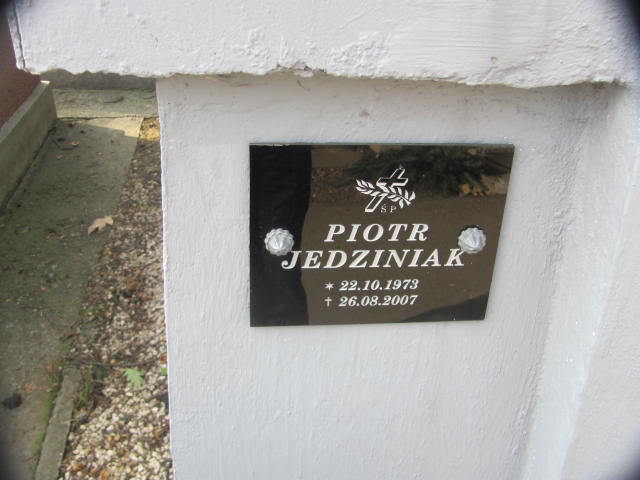 ŚP
PIOTR
JEDZINIAK
* 22.10.1973
† 26.08.2007